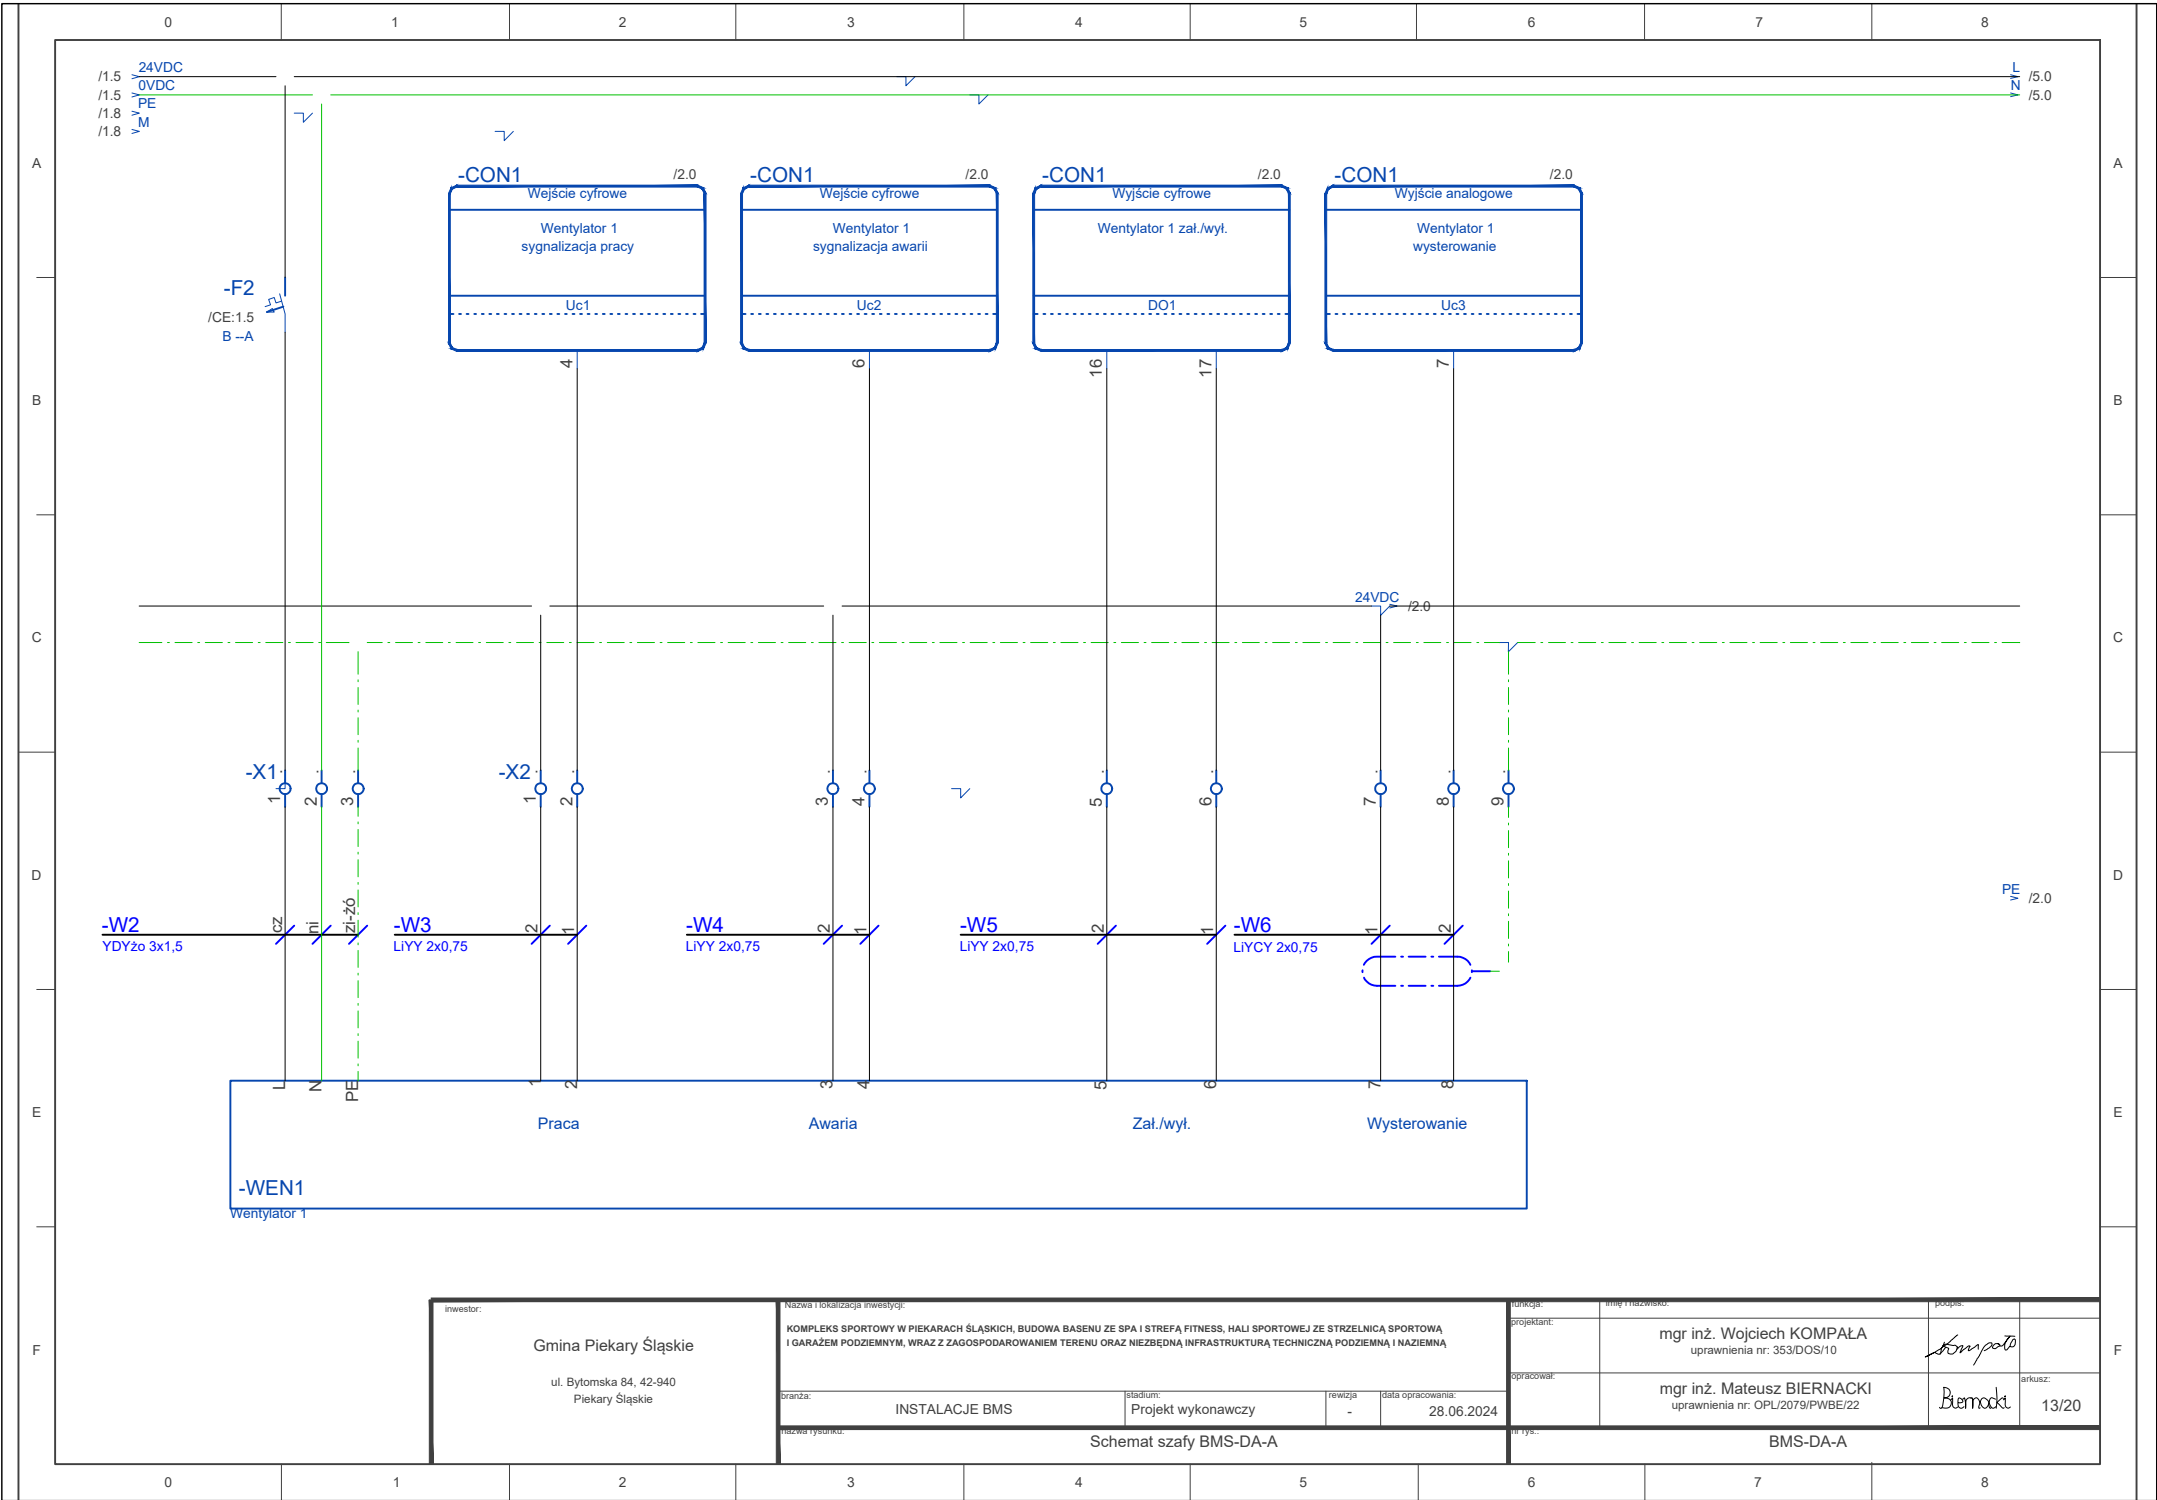 0 1 2 3 4 5 6 7 8
/1.5 24VDC
/1.5 0VDC
/1.8 PE
/1.8 M
L /5.0
N /5.0
A A
-CON1 /2.0
Wejście cyfrowe
Wentylator 1
sygnalizacja pracy
Uc1
4
-CON1 /2.0
Wejście cyfrowe
Wentylator 1
sygnalizacja awarii
Uc2
6
-CON1 /2.0
Wyjście cyfrowe
Wentylator 1 zał./wył.
DO1
16 17
-CON1 /2.0
Wyjście analogowe
Wentylator 1
wysterowanie
Uc3
7
-F2
/CE:1.5
B --A
B B
24VDC /2.0
C C
-X1 1 2 3
-X2 1 2 3 4 5 6 7 8 9
D D
PE /2.0
-W2 cz ni zi-żó
YDYżo 3x1,5
-W3 2 1
LiYY 2x0,75
-W4 2 1
LiYY 2x0,75
-W5 2 1
LiYY 2x0,75
-W6 1 2
LiYCY 2x0,75
L N PE 1 2 3 4 5 6 7 8
E E
Praca Awaria Zał./wył. Wysterowanie
-WEN1
Wentylator 1
F F
inwestor:
Gmina Piekary Śląskie
ul. Bytomska 84, 42-940
Piekary Śląskie
Nazwa i lokalizacja inwestycji:
KOMPLEKS SPORTOWY W PIEKARACH ŚLĄSKICH, BUDOWA BASENU ZE SPA I STREFĄ FITNESS, HALI SPORTOWEJ ZE STRZELNICĄ SPORTOWĄ
I GARAŻEM PODZIEMNYM, WRAZ Z ZAGOSPODAROWANIEM TERENU ORAZ NIEZBĘDNĄ INFRASTRUKTURĄ TECHNICZNĄ PODZIEMNĄ I NAZIEMNĄ
branża:
INSTALACJE BMS
stadium:
Projekt wykonawczy
rewizja
-
data opracowania:
28.06.2024
nazwa rysunku:
Schemat szafy BMS-DA-A
funkcja: imię i nazwisko: podpis:
projektant:
mgr inż. Wojciech KOMPAŁA
uprawnienia nr: 353/DOS/10
Kompała
opracował:
mgr inż. Mateusz BIERNACKI
uprawnienia nr: OPL/2079/PWBE/22
Biernacki
arkusz:
13/20
nr rys.:
BMS-DA-A
0 1 2 3 4 5 6 7 8